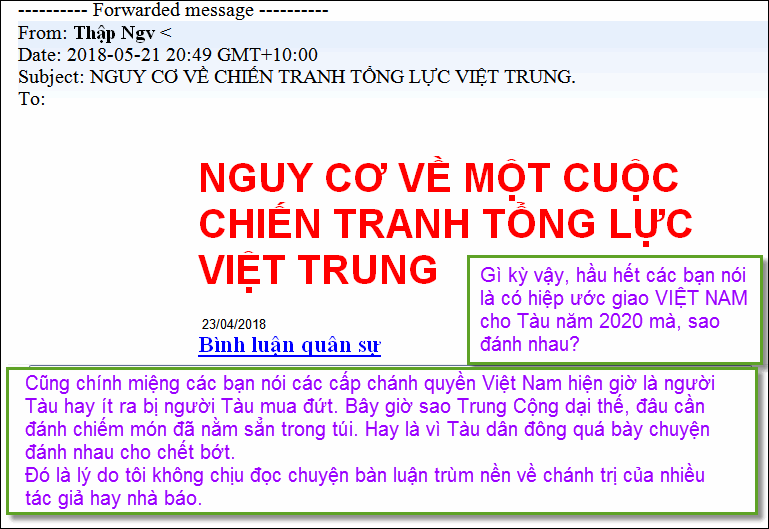 ---------- Forwarded message ----------
From: Thập Ngv <
Date: 2018-05-21 20:49 GMT+10:00
Subject: NGUY CƠ VỀ CHIẾN TRANH TỔNG LỰC VIỆT TRUNG.
To:
NGUY CƠ VỀ MỘT CUỘC
CHIẾN TRANH TỔNG LỰC
VIỆT TRUNG
Gì kỳ vậy, hầu hết các bạn nói
là có hiệp ước giao VIỆT NAM
cho Tàu năm 2020 mà, sao
đánh nhau?
23/04/2018
Bình luận quân sự
Cũng chính miệng các bạn nói các cấp chánh quyền Việt Nam hiện giờ là người
Tàu hay ít ra bị người Tàu mua đứt. Bây giờ sao Trung Cộng dại thế, đâu cần
đánh chiếm món đã nằm sẳn trong túi. Hay là vì Tàu dân đông quá bày chuyện
đánh nhau cho chết bớt.
Đó là lý do tôi không chịu đọc chuyện bàn luận trùm nền về chánh trị của nhiều
tác giả hay nhà báo.